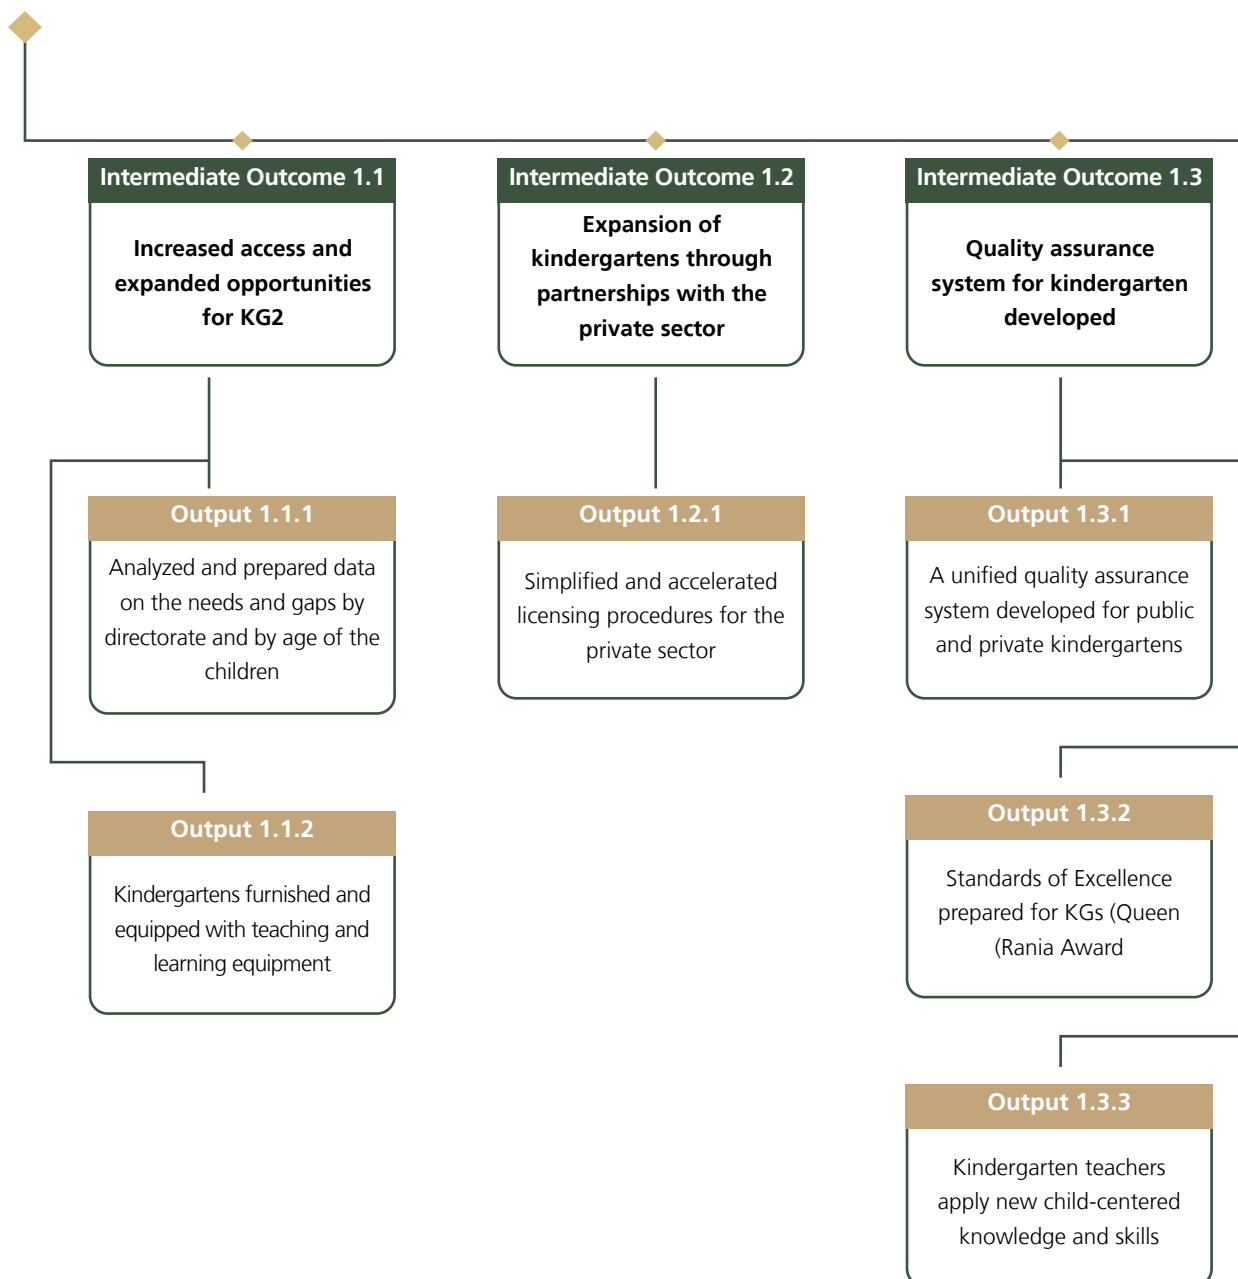 Intermediate Outcome 1.1
Increased access and
expanded opportunities
for KG2
Intermediate Outcome 1.2
Expansion of
kindergartens through
partnerships with the
private sector
Intermediate Outcome 1.3
Quality assurance
system for kindergarten
developed
Output 1.1.1
Analyzed and prepared data
on the needs and gaps by
directorate and by age of the
children
Output 1.2.1
Simplified and accelerated
licensing procedures for the
private sector
Output 1.3.1
A unified quality assurance
system developed for public
and private kindergartens
Output 1.1.2
Kindergartens furnished and
equipped with teaching and
learning equipment
Output 1.3.2
Standards of Excellence
prepared for KGs (Queen
(Rania Award
Output 1.3.3
Kindergarten teachers
apply new child-centered
knowledge and skills